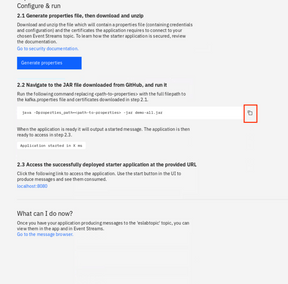 Configure & run
2.1 Generate properties file, then download and unzip
Download and unzip the file which will contain a properties file (containing credentials
and configuration) and the certificates the application requires to connect to your
chosen Event Streams topic. To learn how the starter application is secured, review
the documentation.
Go to security documentation.
Generate properties
2.2 Navigate to the JAR file downloaded from GitHub, and run it
Run the following command replacing <path-to-properties> with the full filepath to
the kafka.properties file and certificates downloaded in step 2.1.
java -Dproperties_path=<path-to-properties> -jar demo-all.jar
When the application is ready it will output a started message. The application is then
ready to access in step 2.3.
Application started in # ms
2.3 Access the successfully deployed starter application at the provided URL
Click the following link to access the application. Use the start button in the UI to
produce messages and see them consumed.
localhost:8080
What can I do now?
Once you have your application producing messages to the 'eslabtopic' topic, you can
view them in the app and in Event Streams.
Go to the message browser.